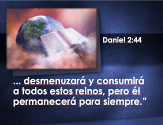 Daniel 2:44
... desmenuzará y consumirá
a todos estos reinos, pero él
permanecerá para siempre.”